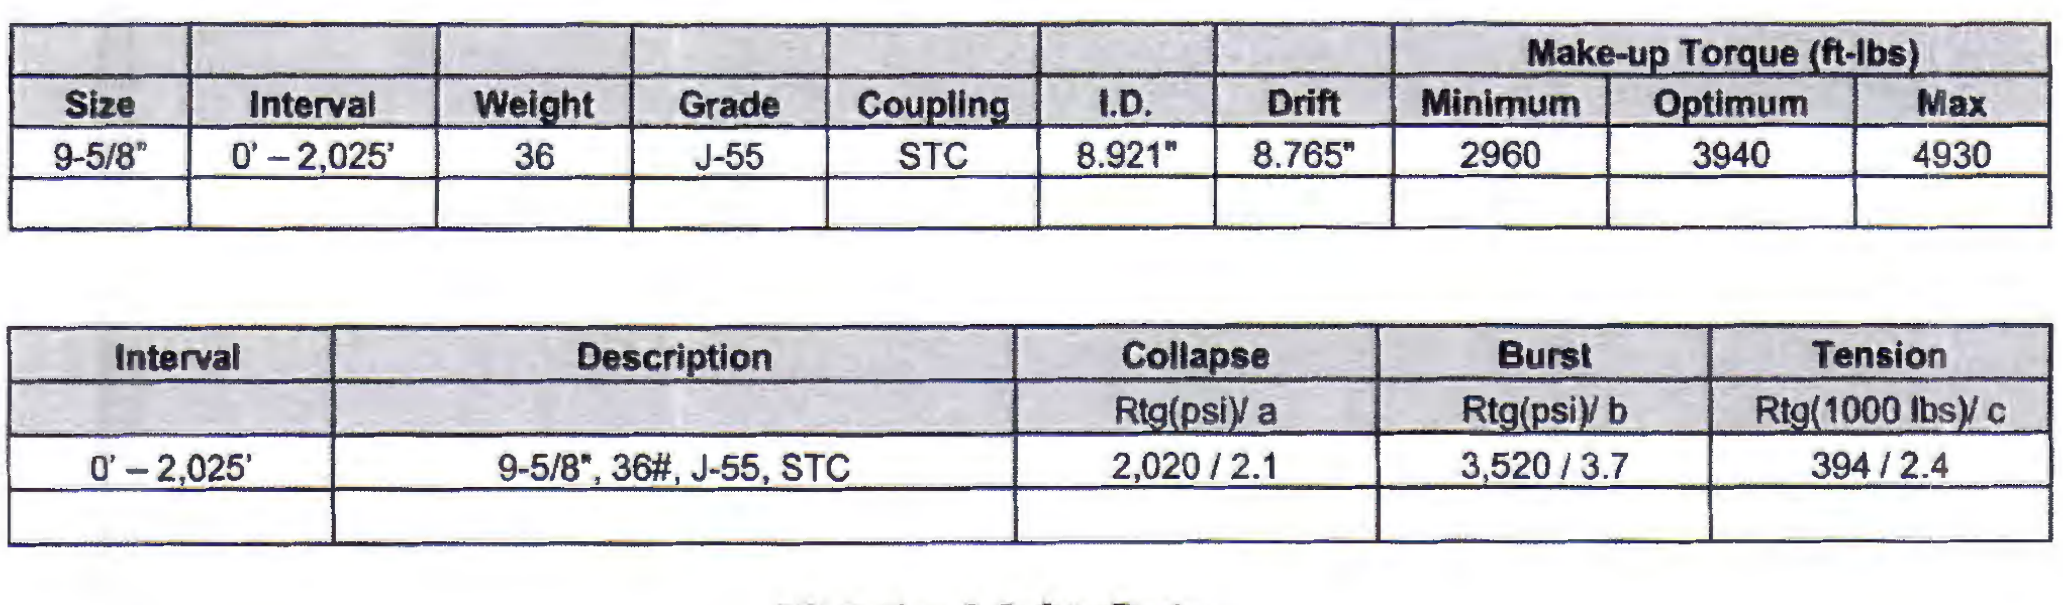 Make-up Torque (ft-lbs)
Size Interval Weight Grade Coupling I.D. Drift Minimum Optimum Max
9-5/8" 0' – 2,025' 36 J-55 STC 8.921" 8.765" 2960 3940 4930
Interval Description Collapse Burst Tension
Rtg(psi)/ a Rtg(psi)/ b Rtg(1000 lbs)/ c
0' – 2,025' 9-5/8", 36#, J-55, STC 2,020 / 2.1 3,520 / 3.7 394 / 2.4